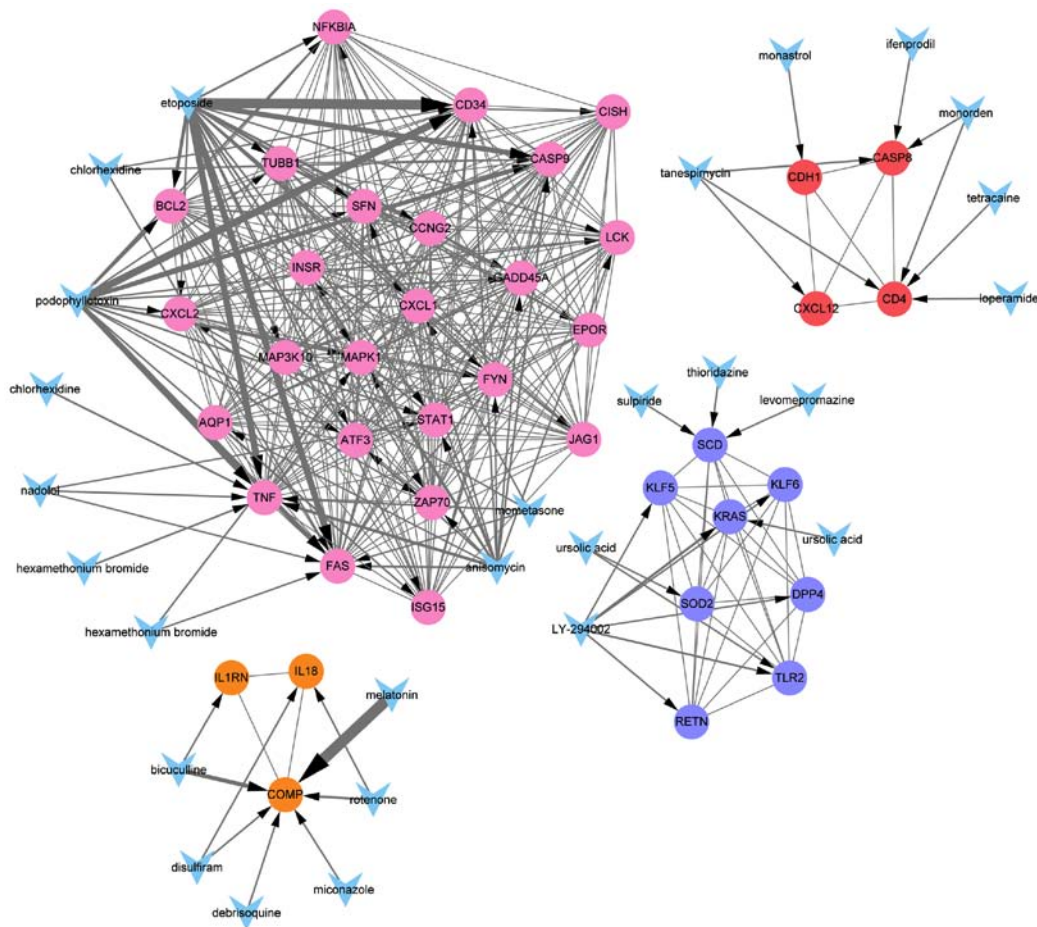 NFKBIA
etoposide
CD34
CISH
chlorhexidine
TUBB1
CASP9
BCL2
SFN
CCNG2
LCK
INSR
GADD45A
podophyllotoxin
CXCL2
CXCL1
EPOR
MAP3K10
MAPK1
FYN
chlorhexidine
AQP1
STAT1
ATF3
JAG1
nadolol
TNF
ZAP70
mometasone
hexamethonium bromide
FAS
anisomycin
ISG15
hexamethonium bromide
monastrol
ifenprodil
monorden
tanespimycin
CDH1
CASP8
tetracaine
CXCL12
CD4
loperamide
thioridazine
sulpiride
levomepromazine
SCD
KLF5
KLF6
KRAS
ursolic acid
ursolic acid
SOD2
DPP4
LY-294002
TLR2
RETN
IL1RN
IL18
melatonin
bicuculline
COMP
rotenone
disulfiram
miconazole
debrisoquine